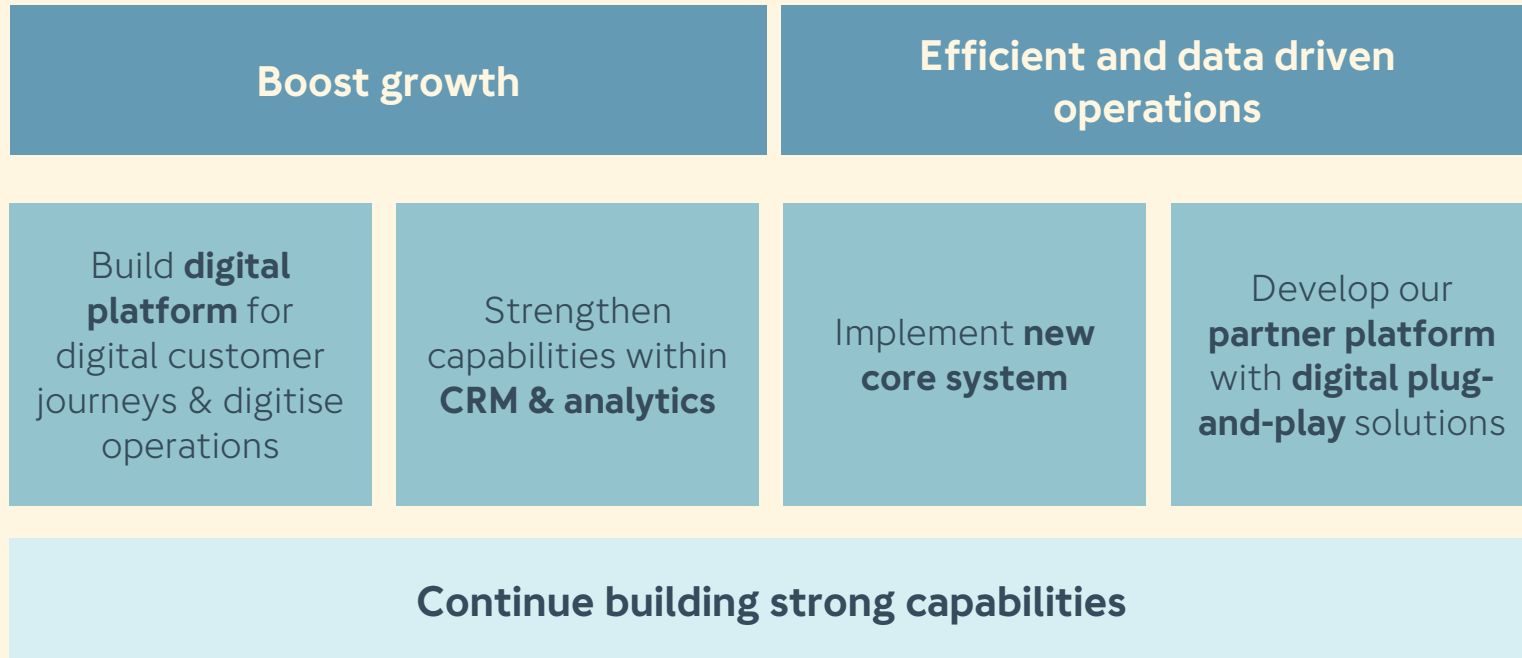 Boost growth
Efficient and data driven
operations
Build digital
platform for
digital customer
journeys & digitise
operations
Strengthen
capabilities within
CRM & analytics
Implement new
core system
Develop our
partner platform
with digital plug-
and-play solutions
Continue building strong capabilities